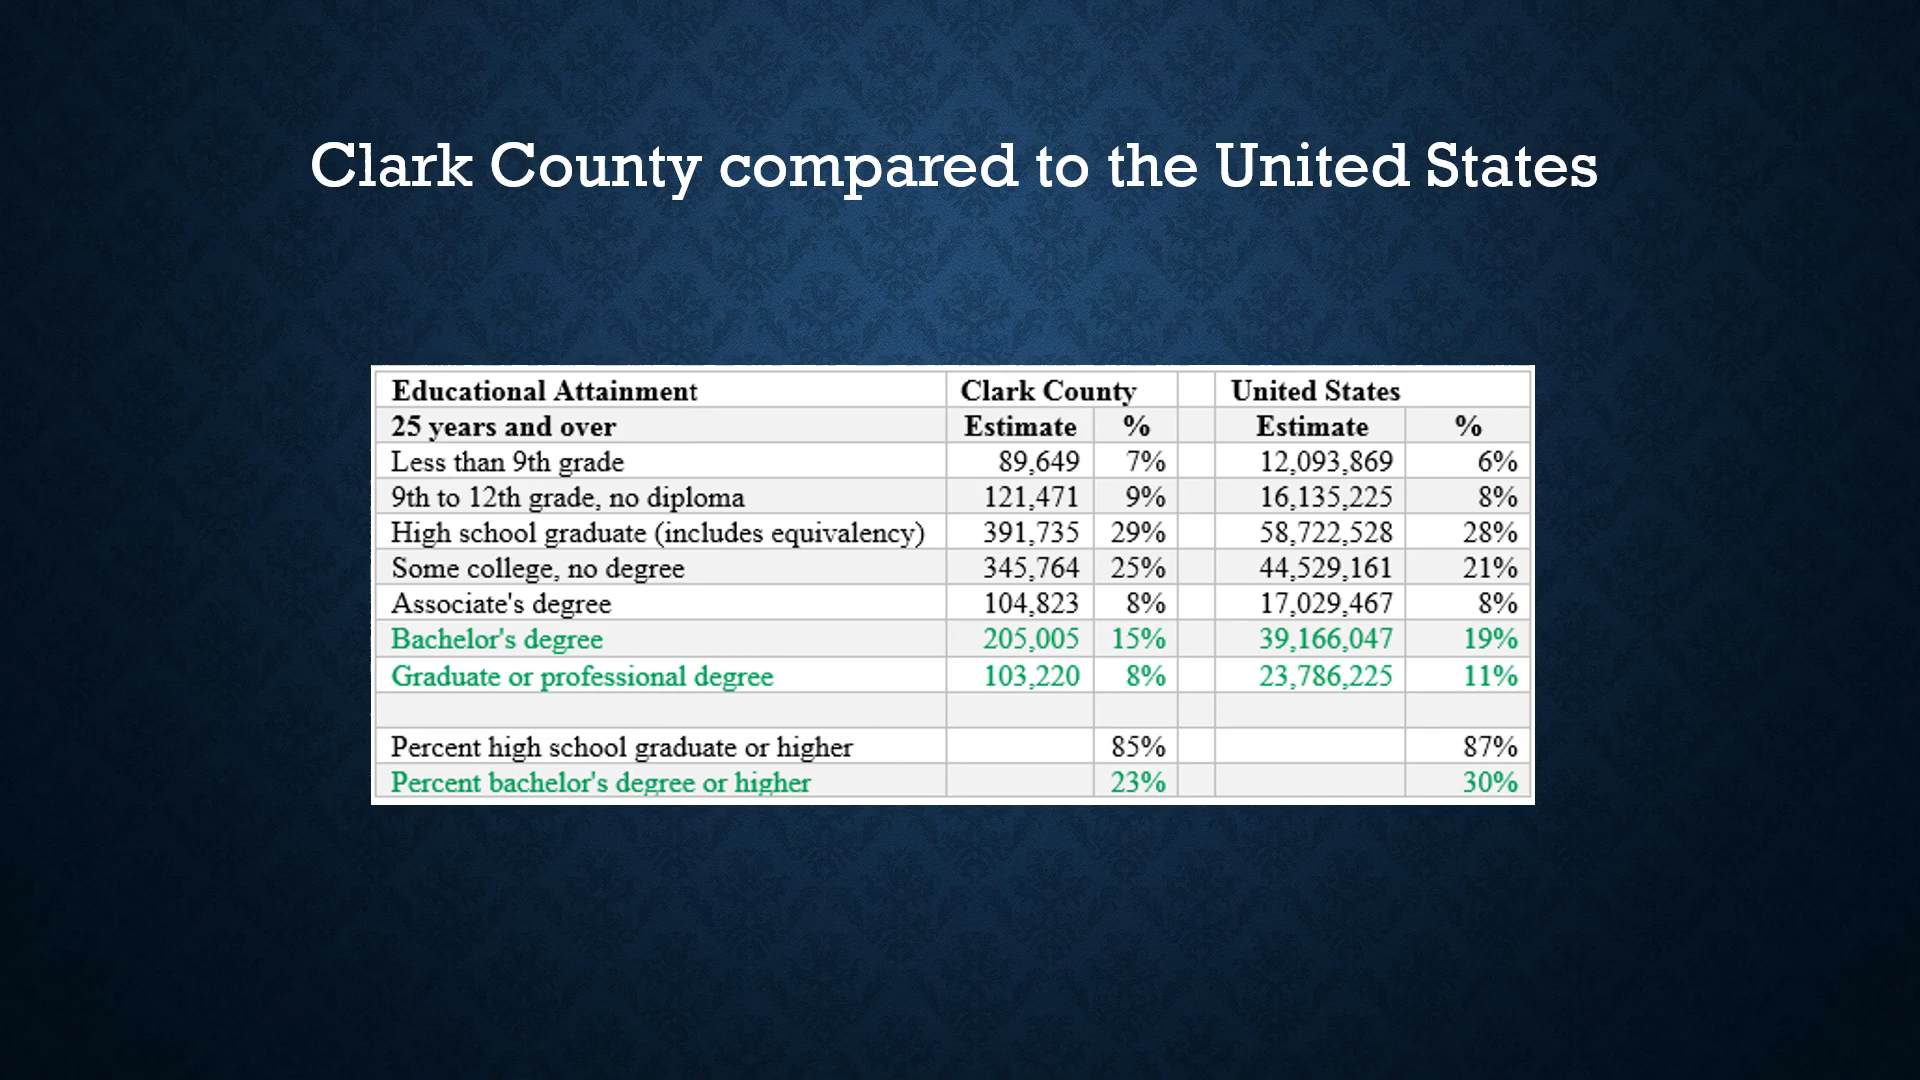 Clark County compared to the United States
Educational Attainment Clark County United States
25 years and over Estimate % Estimate %
Less than 9th grade 89,649 7% 12,093,869 6%
9th to 12th grade, no diploma 121,471 9% 16,135,225 8%
High school graduate (includes equivalency) 391,735 29% 58,722,528 28%
Some college, no degree 345,764 25% 44,529,161 21%
Associate's degree 104,823 8% 17,029,467 8%
Bachelor's degree 205,005 15% 39,166,047 19%
Graduate or professional degree 103,220 8% 23,786,225 11%
Percent high school graduate or higher 85% 87%
Percent bachelor's degree or higher 23% 30%